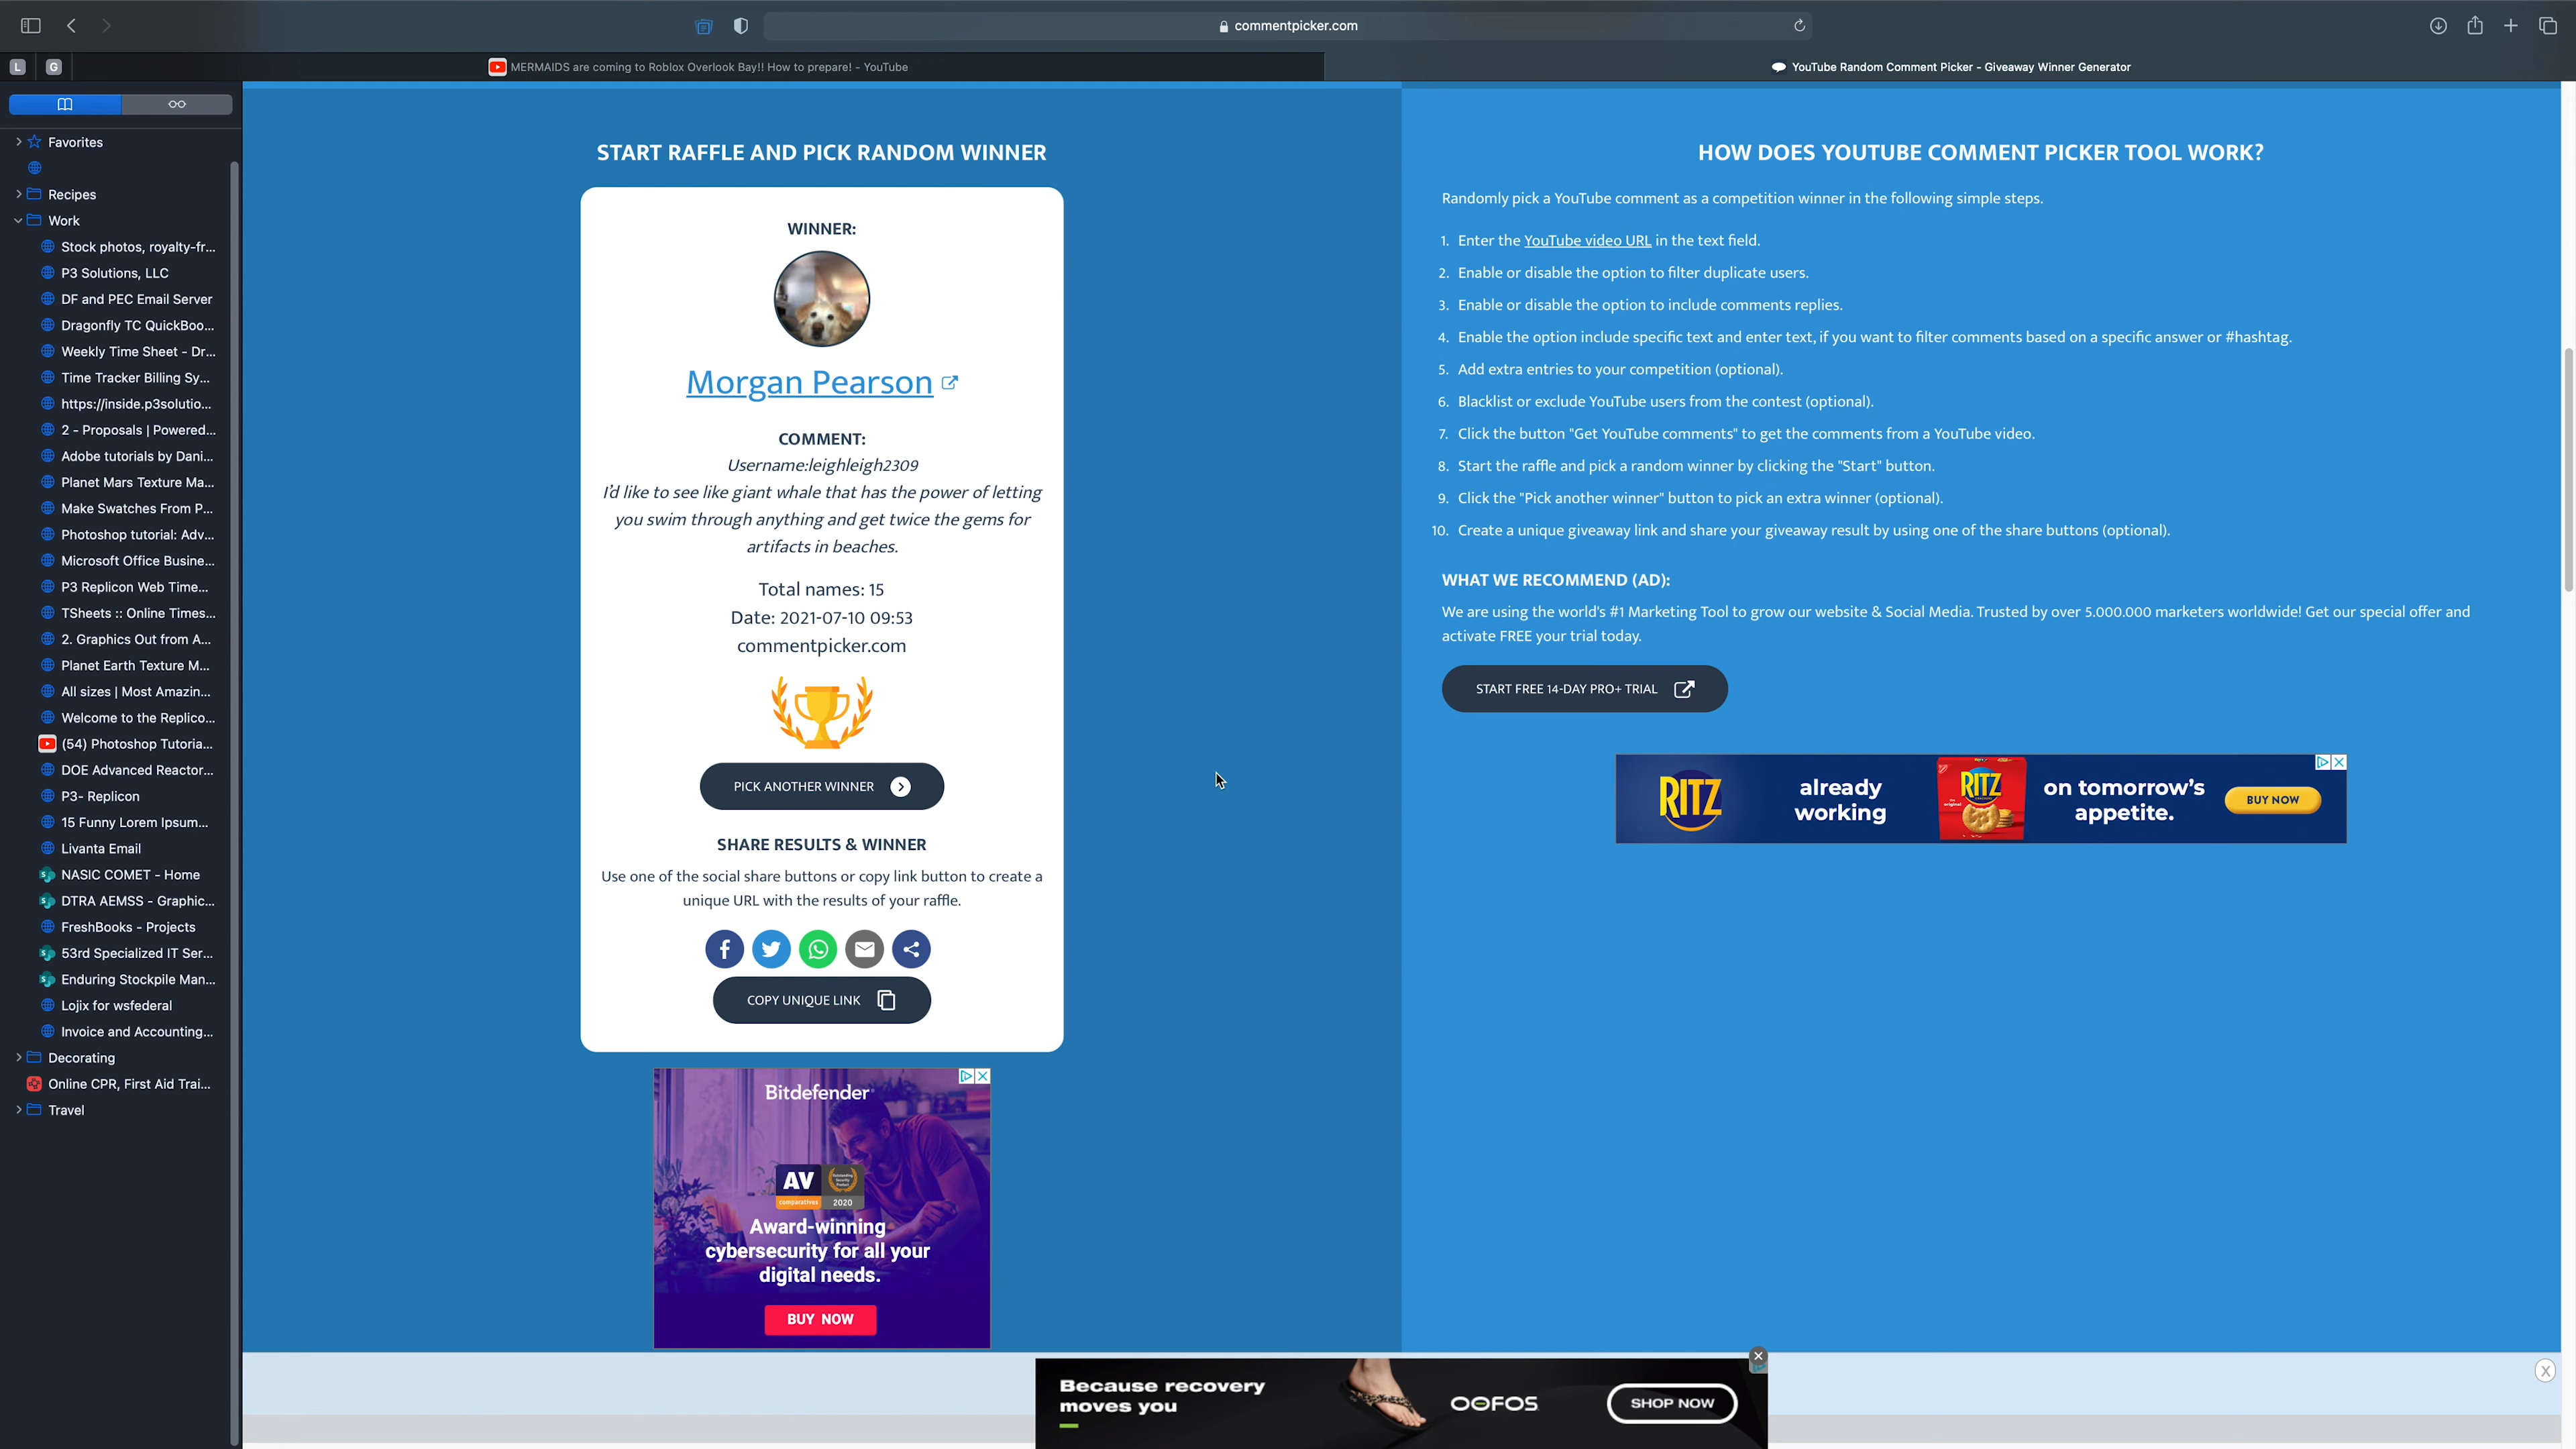 commentpicker.com
L
G
MERMAIDS are coming to Roblox Overlook Bay!! How to prepare! - YouTube
YouTube Random Comment Picker - Giveaway Winner Generator
Favorites
Recipes
Work
Stock photos, royalty-fr...
P3 Solutions, LLC
DF and PEC Email Server
Dragonfly TC QuickBoo...
Weekly Time Sheet - Dr...
Time Tracker Billing Sy...
https://inside.p3solutio...
2 - Proposals | Powered...
Adobe tutorials by Dani...
Planet Mars Texture Ma...
Make Swatches From P...
Photoshop tutorial: Adv...
Microsoft Office Busine...
P3 Replicon Web Time...
TSheets :: Online Times...
2. Graphics Out from A...
Planet Earth Texture M...
All sizes | Most Amazin...
Welcome to the Replico...
(54) Photoshop Tutoria...
DOE Advanced Reactor...
P3- Replicon
15 Funny Lorem Ipsum...
Livanta Email
NASIC COMET - Home
DTRA AEMSS - Graphic...
FreshBooks - Projects
53rd Specialized IT Ser...
Enduring Stockpile Man...
Lojix for wsfederal
Invoice and Accounting...
Decorating
Online CPR, First Aid Trai...
Travel
START RAFFLE AND PICK RANDOM WINNER
WINNER:
Morgan Pearson
COMMENT:
Username:leighleigh2309
I'd like to see like giant whale that has the power of letting
you swim through anything and get twice the gems for
artifacts in beaches.
Total names: 15
Date: 2021-07-10 09:53
commentpicker.com
PICK ANOTHER WINNER
SHARE RESULTS & WINNER
Use one of the social share buttons or copy link button to create a
unique URL with the results of your raffle.
COPY UNIQUE LINK
Bitdefender
AV
comparatives 2020
Award-winning
cybersecurity for all your
digital needs.
BUY NOW
HOW DOES YOUTUBE COMMENT PICKER TOOL WORK?
Randomly pick a YouTube comment as a competition winner in the following simple steps.
1. Enter the YouTube video URL in the text field.
2. Enable or disable the option to filter duplicate users.
3. Enable or disable the option to include comments replies.
4. Enable the option include specific text and enter text, if you want to filter comments based on a specific answer or #hashtag.
5. Add extra entries to your competition (optional).
6. Blacklist or exclude YouTube users from the contest (optional).
7. Click the button "Get YouTube comments" to get the comments from a YouTube video.
8. Start the raffle and pick a random winner by clicking the "Start" button.
9. Click the "Pick another winner" button to pick an extra winner (optional).
10. Create a unique giveaway link and share your giveaway result by using one of the share buttons (optional).
WHAT WE RECOMMEND (AD):
We are using the world's #1 Marketing Tool to grow our website & Social Media. Trusted by over 5.000.000 marketers worldwide! Get our special offer and
activate FREE your trial today.
START FREE 14-DAY PRO+ TRIAL
RITZ
already
working
RITZ
on tomorrow's
appetite.
BUY NOW
Because recovery
moves you
OOFOS
SHOP NOW
X